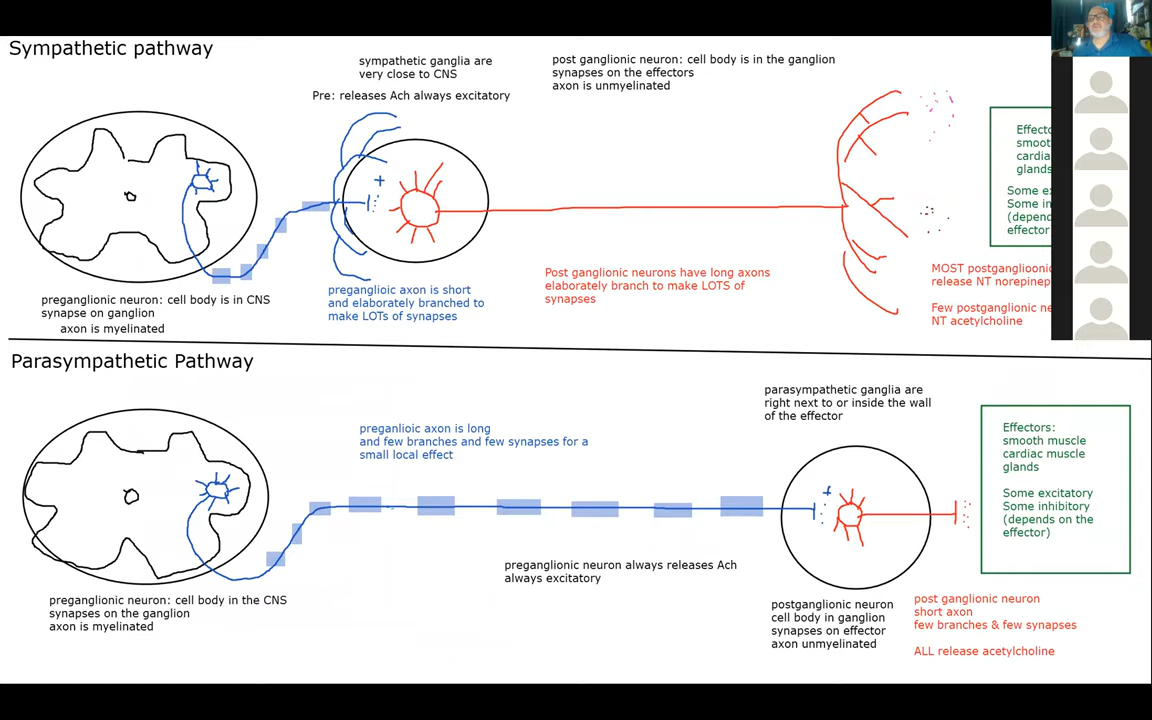 Sympathetic pathway
sympathetic ganglia are
very close to CNS
Pre: releases Ach always excitatory
post ganglionic neuron: cell body is in the ganglion
synapses on the effectors
axon is unmyelinated
+
Effecto
smoot
cardia
glands
Some ex
Some in
(depend
effector
preganglionic neuron: cell body is in CNS
synapse on ganglion
axon is myelinated
preganglioic axon is short
and elaborately branched to
make LOTs of synapses
Post ganglionic neurons have long axons
elaborately branch to make LOTS of
synapses
MOST postganglioonic
release NT norepinep
Few postganglionic ne
NT acetylcholine
Parasympathetic Pathway
preganlioic axon is long
and few branches and few synapses for a
small local effect
parasympathetic ganglia are
right next to or inside the wall
of the effector
+
Effectors:
smooth muscle
cardiac muscle
glands
Some excitatory
Some inhibitory
(depends on the
effector)
preganglionic neuron always releases Ach
always excitatory
preganglionic neuron: cell body in the CNS
synapses on the ganglion
axon is myelinated
postganglionic neuron
cell body in ganglion
synapses on effector
axon unmyelinated
post ganglionic neuron
short axon
few branches & few synapses
ALL release acetylcholine